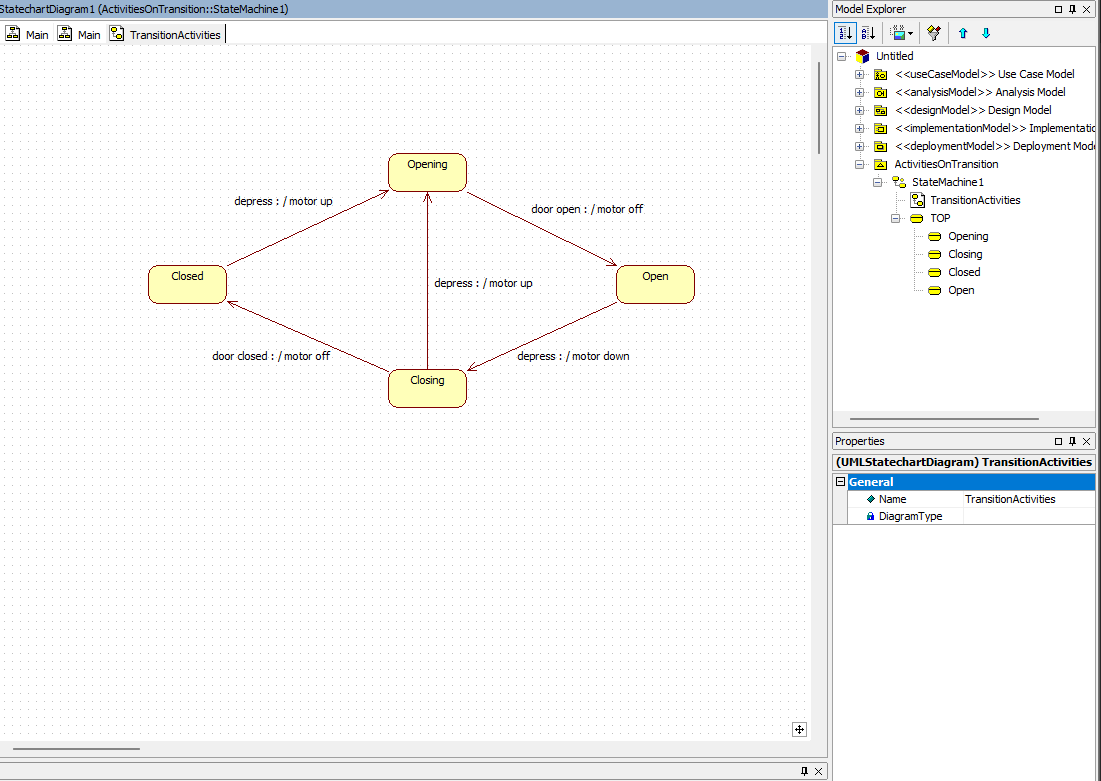 StatechartDiagram1 (ActivitiesOnTransition::StateMachine1)
Main
Main
TransitionActivities
Opening
depress : / motor up
door open : / motor off
Closed
Open
depress : / motor up
door closed : / motor off
depress : / motor down
Closing
Model Explorer
Untitled
<<useCaseModel>> Use Case Model
<<analysisModel>> Analysis Model
<<designModel>> Design Model
<<implementationModel>> Implementatic
<<deploymentModel>> Deployment Mode
ActivitiesOnTransition
StateMachine1
TransitionActivities
TOP
Opening
Closing
Closed
Open
Properties
(UMLStatechartDiagram) TransitionActivities
General
Name TransitionActivities
DiagramType